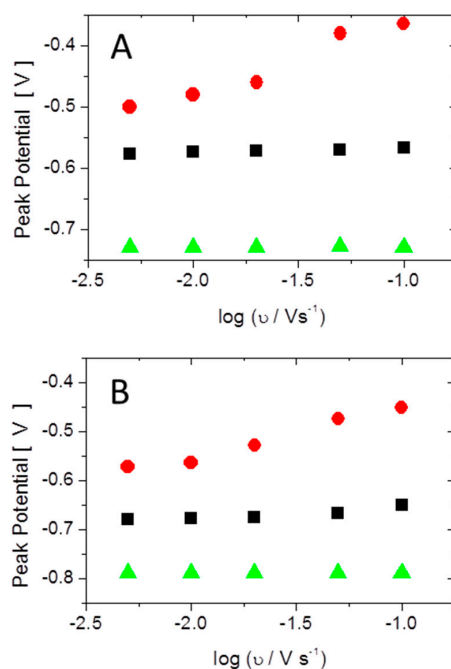 A
Peak Potential [ V]
-0.4
-0.5
-0.6
-0.7
-2.5 -2.0 -1.5 -1.0
log (υ / Vs⁻¹)
B
Peak Potential [ V ]
-0.4
-0.5
-0.6
-0.7
-0.8
-2.5 -2.0 -1.5 -1.0
log (υ / V s⁻¹)